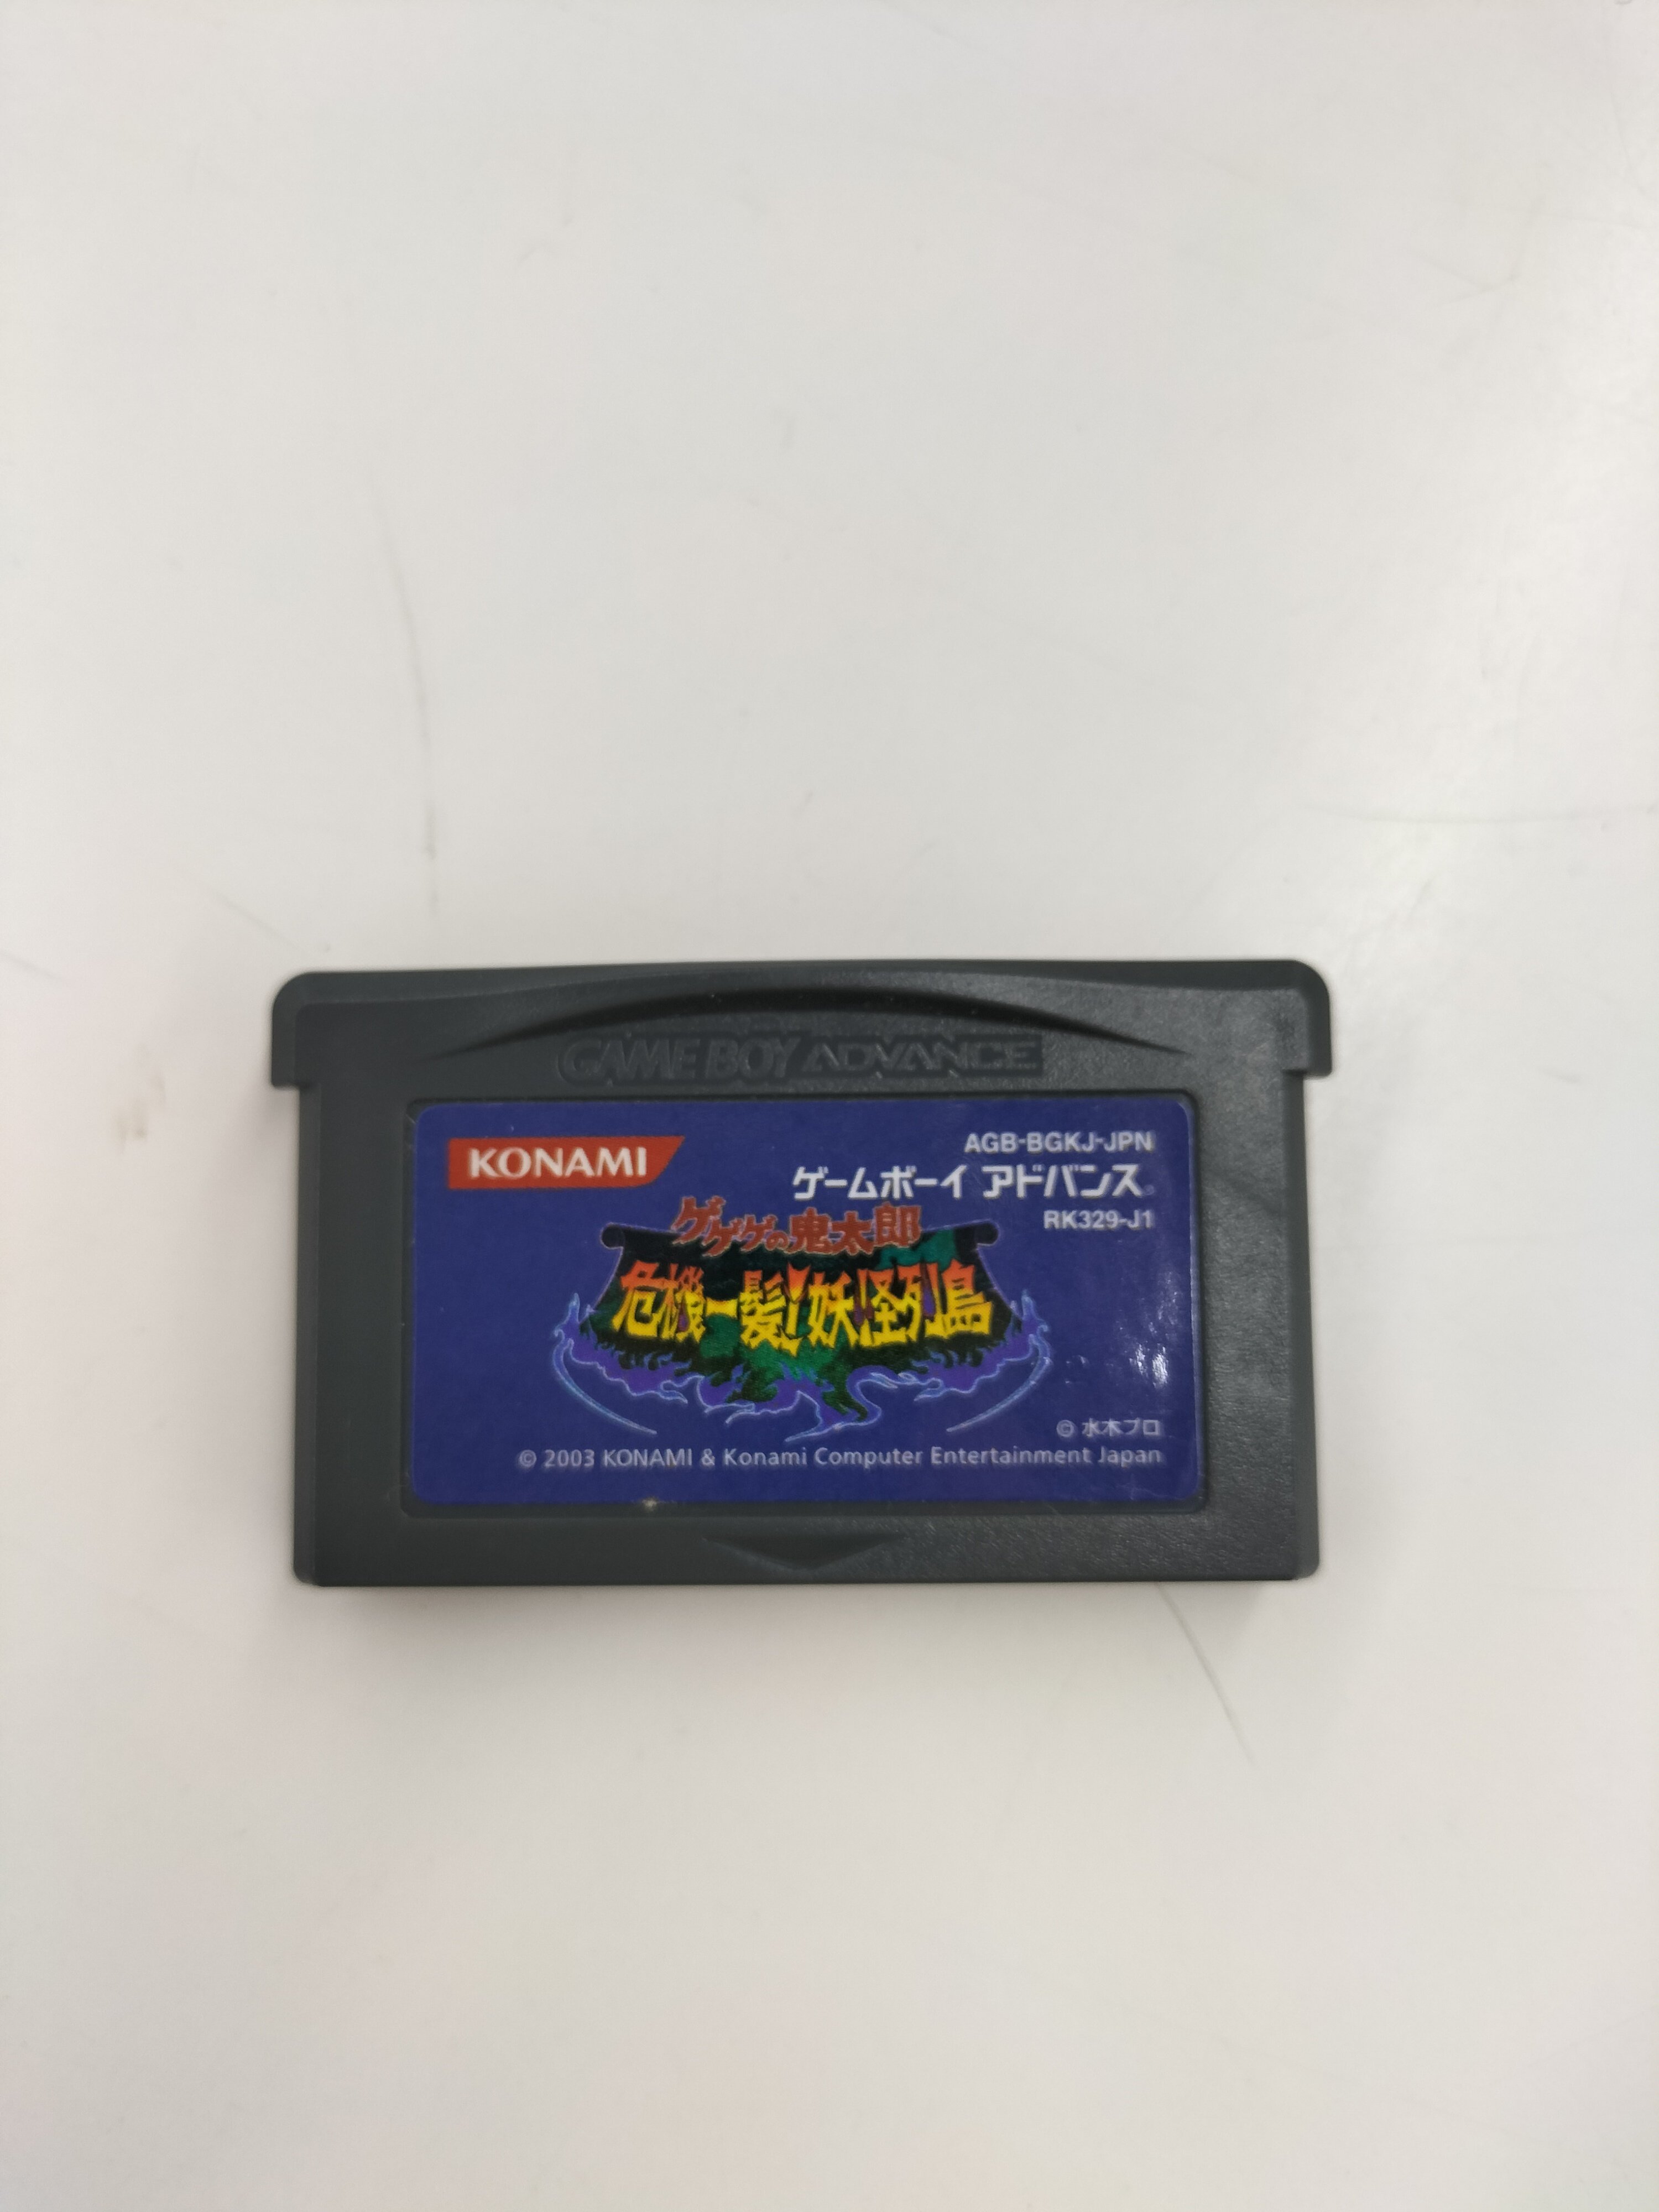 GAME BOY ADVANCE
KONAMI
AGB-BGKJ-JPN
ゲームボーイ アドバンス
RK329-J1
ゲゲゲの鬼太郎
危機一髪!妖怪列島
© 水木プロ
© 2003 KONAMI & Konami Computer Entertainment Japan